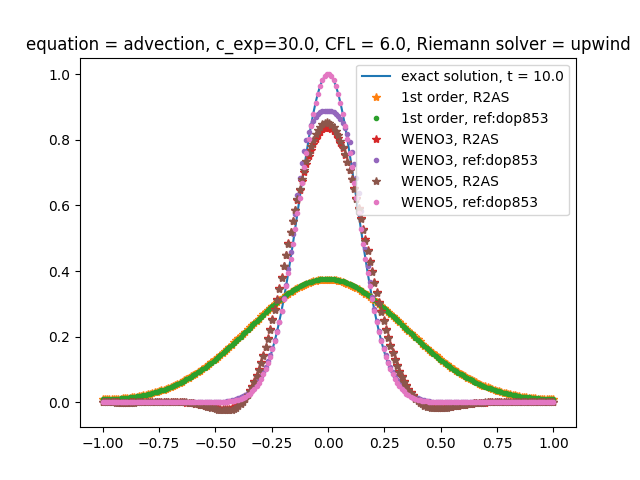 equation = advection, c_exp=30.0, CFL = 6.0, Riemann solver = upwind
exact solution, t = 10.0
1st order, R2AS
1st order, ref:dop853
WENO3, R2AS
WENO3, ref:dop853
WENO5, R2AS
WENO5, ref:dop853
1.0
0.8
0.6
0.4
0.2
0.0
−1.00 −0.75 −0.50 −0.25 0.00 0.25 0.50 0.75 1.00